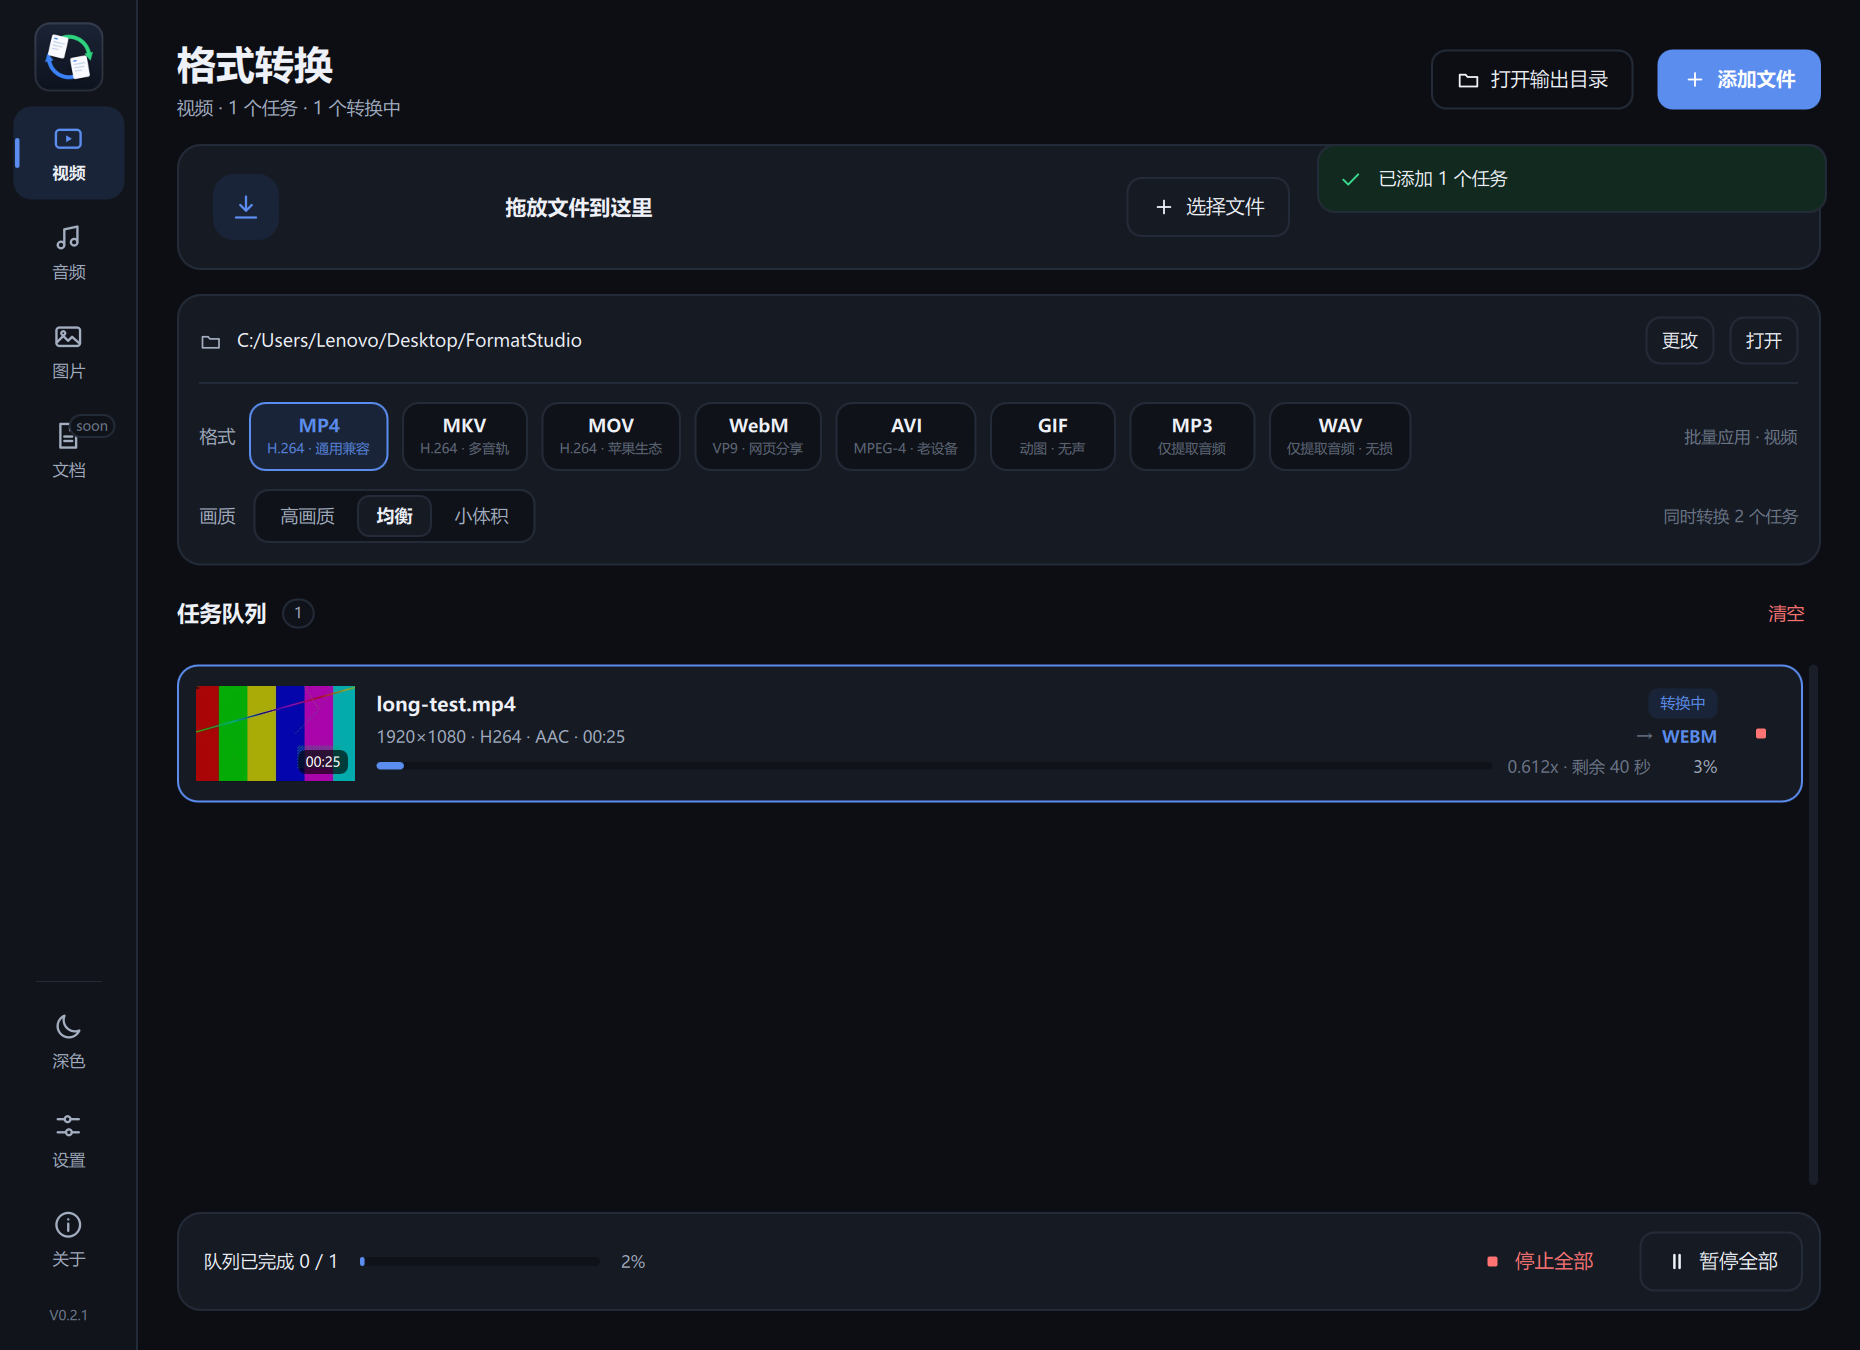 视频
音频
图片
soon
文档
深色
设置
关于
V0.2.1
格式转换
视频 · 1 个任务 · 1 个转换中
打开输出目录
添加文件
拖放文件到这里
选择文件
已添加 1 个任务
C:/Users/Lenovo/Desktop/FormatStudio
更改
打开
格式
MP4
H.264 · 通用兼容
MKV
H.264 · 多音轨
MOV
H.264 · 苹果生态
WebM
VP9 · 网页分享
AVI
MPEG-4 · 老设备
GIF
动图 · 无声
MP3
仅提取音频
WAV
仅提取音频 · 无损
批量应用 · 视频
画质
高画质
均衡
小体积
同时转换 2 个任务
任务队列
1
清空
00:25
long-test.mp4
1920×1080 · H264 · AAC · 00:25
转换中
→ WEBM
0.612x · 剩余 40 秒
3%
队列已完成 0 / 1
2%
停止全部
暂停全部